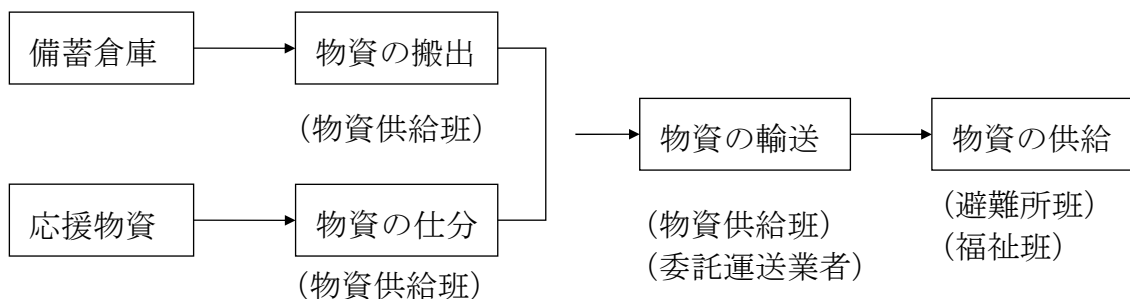 備蓄倉庫
物資の搬出
(物資供給班)
応援物資
物資の仕分
(物資供給班)
物資の輸送
(物資供給班)
(委託運送業者)
物資の供給
(避難所班)
(福祉班)